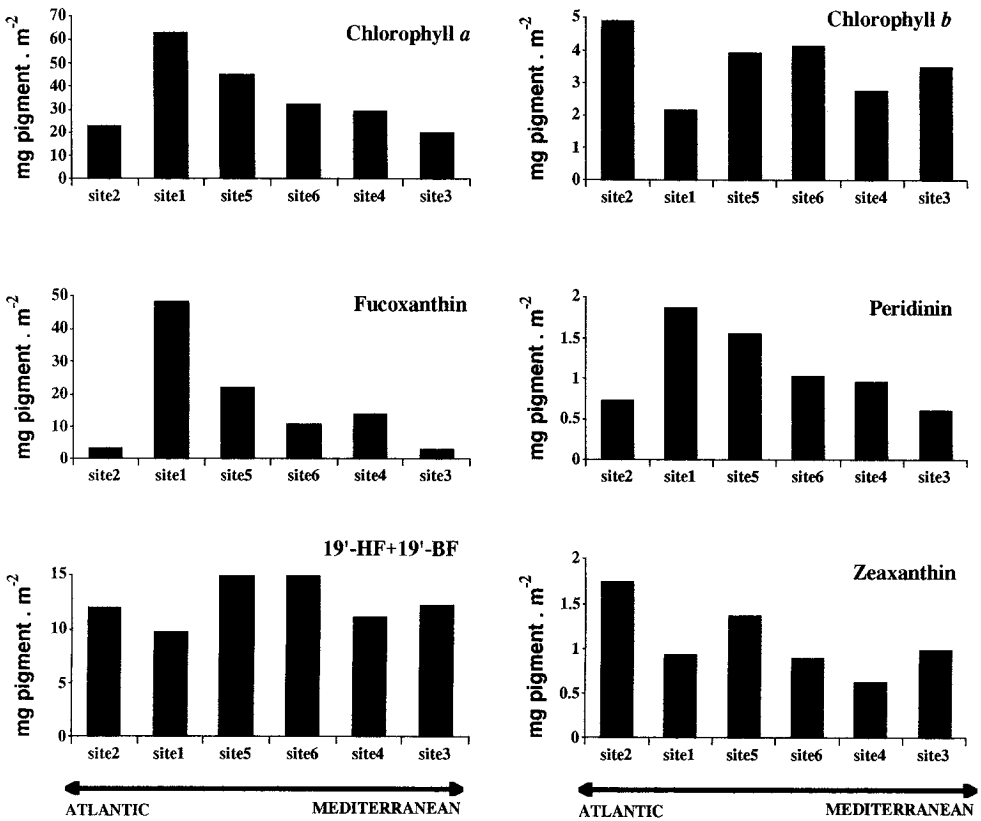 Chlorophyll a
mg pigment . m-2
70
60
50
40
30
20
10
0
site2 site1 site5 site6 site4 site3
Chlorophyll b
mg pigment . m-2
5
4
3
2
1
0
site2 site1 site5 site6 site4 site3
Fucoxanthin
mg pigment . m-2
50
40
30
20
10
0
site2 site1 site5 site6 site4 site3
Peridinin
mg pigment . m-2
2
1.5
1
0.5
0
site2 site1 site5 site6 site4 site3
19'-HF+19'-BF
mg pigment . m-2
15
10
5
0
site2 site1 site5 site6 site4 site3
ATLANTIC MEDITERRANEAN
Zeaxanthin
mg pigment . m-2
2
1.5
1
0.5
0
site2 site1 site5 site6 site4 site3
ATLANTIC MEDITERRANEAN